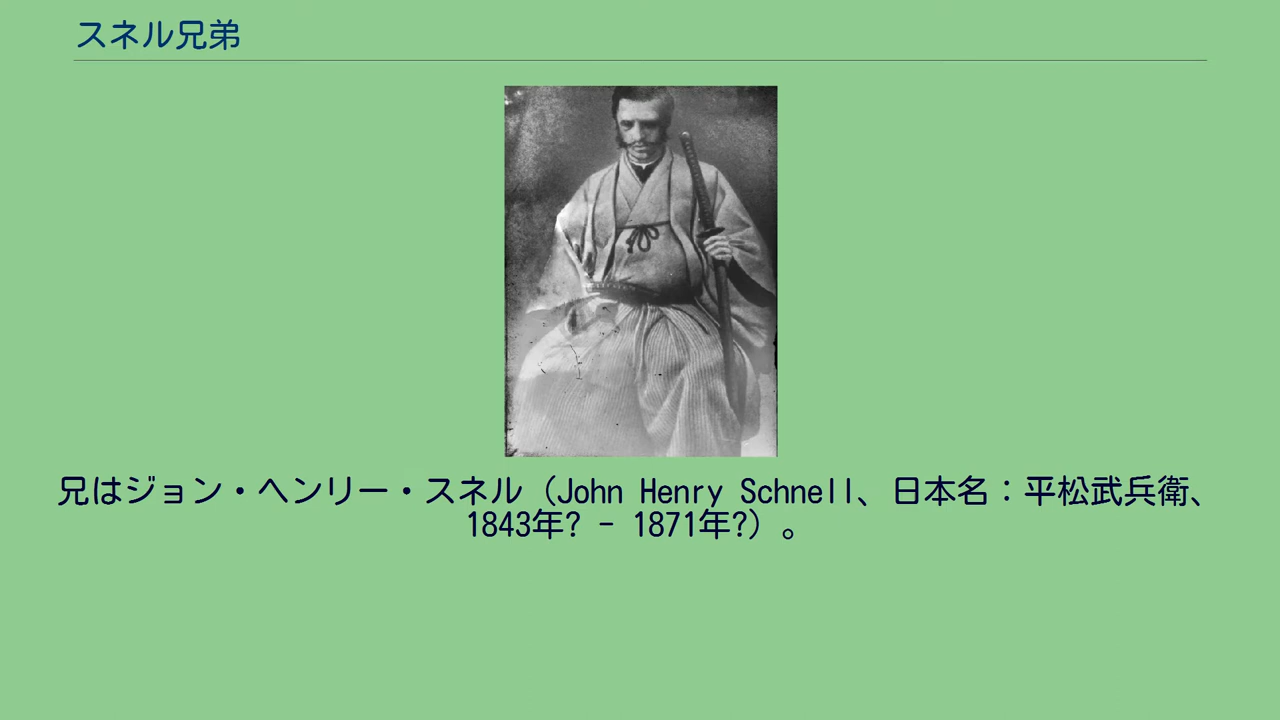 スネル兄弟
兄はジョン・ヘンリー・スネル（John Henry Schnell、日本名：平松武兵衛、
1843年? - 1871年?）。